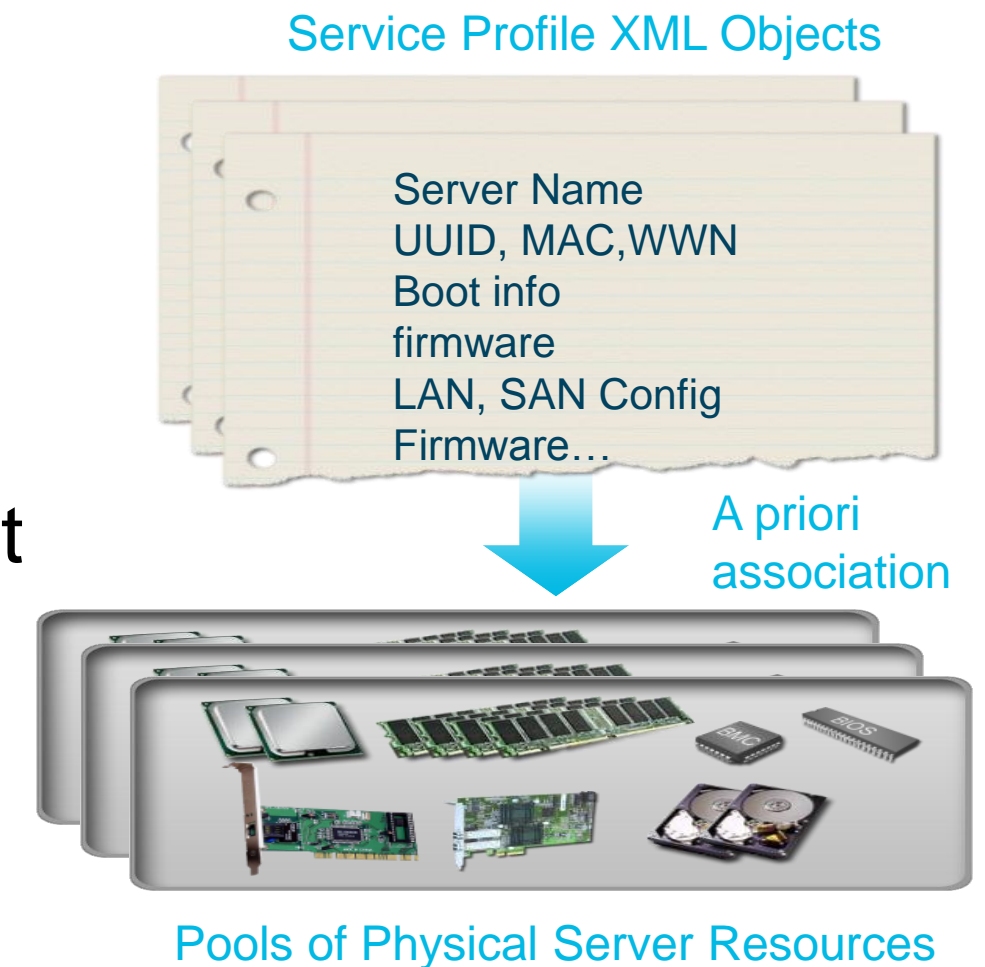 Service Profile XML Objects
Server Name
UUID, MAC,WWN
Boot info
firmware
LAN, SAN Config
Firmware…
t
A priori
association
BMC
BIOS
Pools of Physical Server Resources